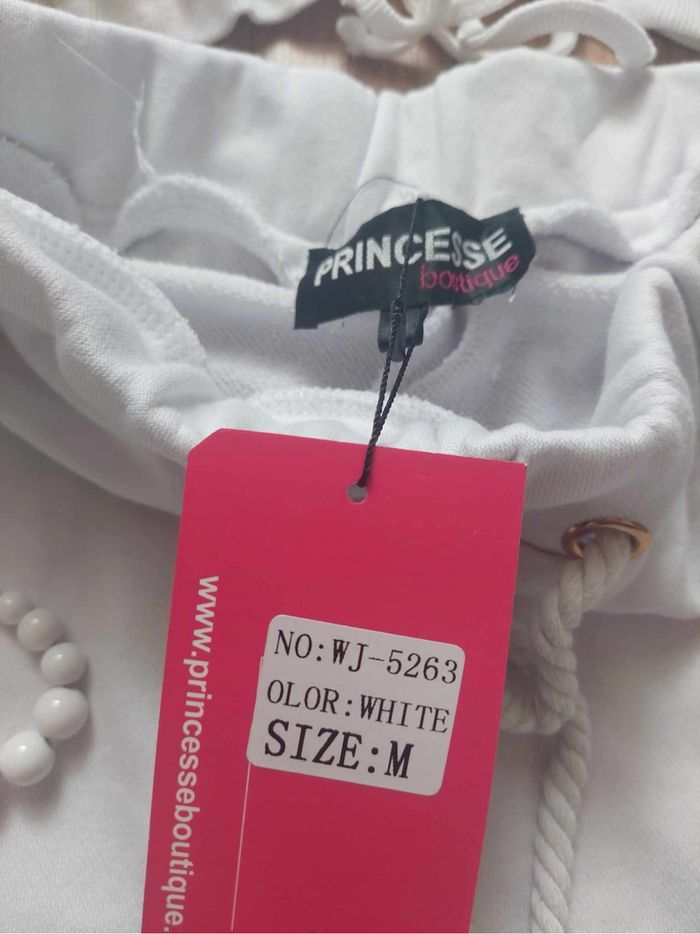 PRINCESSE
boutique
www.princesseboutique.
NO:WJ-5263
OLOR:WHITE
SIZE:M